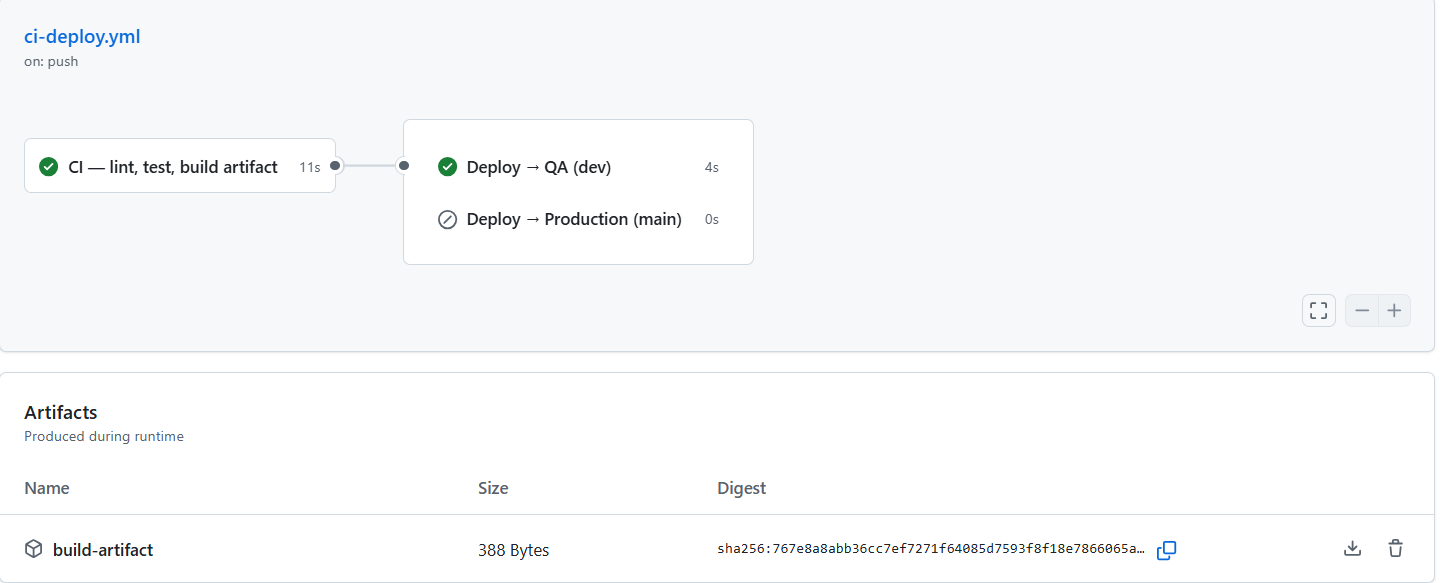 ci-deploy.yml
on: push
CI — lint, test, build artifact 11s
Deploy → QA (dev) 4s
Deploy → Production (main) 0s
Artifacts
Produced during runtime
Name Size Digest
build-artifact 388 Bytes sha256:767e8a8abb36cc7ef7271f64085d7593f8f18e7866065a…